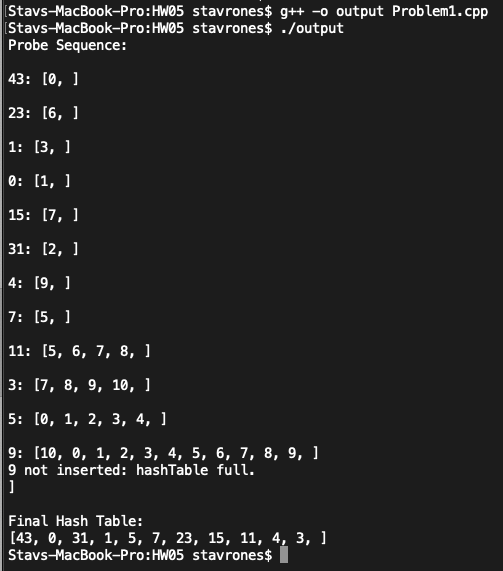 [Stavs-MacBook-Pro:HW05 stavrones$ g++ -o output Problem1.cpp
[Stavs-MacBook-Pro:HW05 stavrones$ ./output
Probe Sequence:
43: [0, ]
23: [6, ]
1: [3, ]
0: [1, ]
15: [7, ]
31: [2, ]
4: [9, ]
7: [5, ]
11: [5, 6, 7, 8, ]
3: [7, 8, 9, 10, ]
5: [0, 1, 2, 3, 4, ]
9: [10, 0, 1, 2, 3, 4, 5, 6, 7, 8, 9, ]
9 not inserted: hashTable full.
]
Final Hash Table:
[43, 0, 31, 1, 5, 7, 23, 15, 11, 4, 3, ]
Stavs-MacBook-Pro:HW05 stavrones$